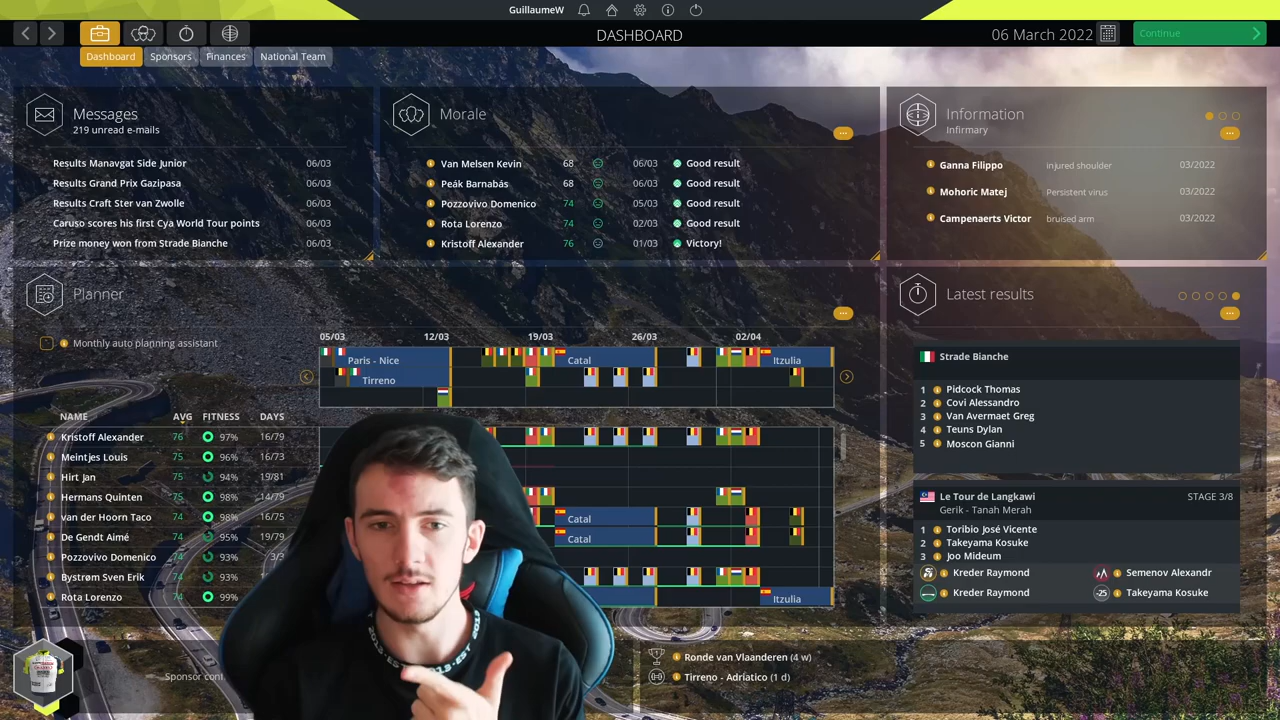 GuillaumeW
DASHBOARD
06 March 2022
Continue
Dashboard Sponsors Finances National Team
Messages
219 unread e-mails
Results Manavgat Side Junior 06/03
Results Grand Prix Gazipasa 06/03
Results Craft Ster van Zwolle 06/03
Caruso scores his first Cya World Tour points 06/03
Prize money won from Strade Bianche 06/03
Morale
Van Melsen Kevin 68 06/03 Good result
Peák Barnabás 68 06/03 Good result
Pozzovivo Domenico 74 05/03 Good result
Rota Lorenzo 74 02/03 Good result
Kristoff Alexander 76 01/03 Victory!
Information
Infirmary
Ganna Filippo injured shoulder 03/2022
Mohoric Matej Persistent virus 03/2022
Campenaerts Victor bruised arm 03/2022
Planner
Monthly auto planning assistant
05/03 12/03 19/03 26/03 02/04
Paris - Nice Catal Itzulia
Tirreno
NAME AVG FITNESS DAYS
Kristoff Alexander 76 97% 16/79
Meintjes Louis 75 96% 16/73
Hirt Jan 75 94% 19/81
Hermans Quinten 75 98% 14/79
van der Hoorn Taco 74 98% 16/75 Catal
De Gendt Aimé 74 95% 19/79 Catal
Pozzovivo Domenico 74 93% 3/3
Bystrøm Sven Erik 74 93%
Rota Lorenzo 74 99% Itzulia
Latest results
Strade Bianche
1 Pidcock Thomas
2 Covi Alessandro
3 Van Avermaet Greg
4 Teuns Dylan
5 Moscon Gianni
Le Tour de Langkawi STAGE 3/8
Gerik - Tanah Merah
1 Toribio José Vicente
2 Takeyama Kosuke
3 Joo Mideum
Kreder Raymond Semenov Alexandr
Kreder Raymond -25 Takeyama Kosuke
Sponsor cont
Ronde van Vlaanderen (4 w)
Tirreno - Adríatico (1 d)